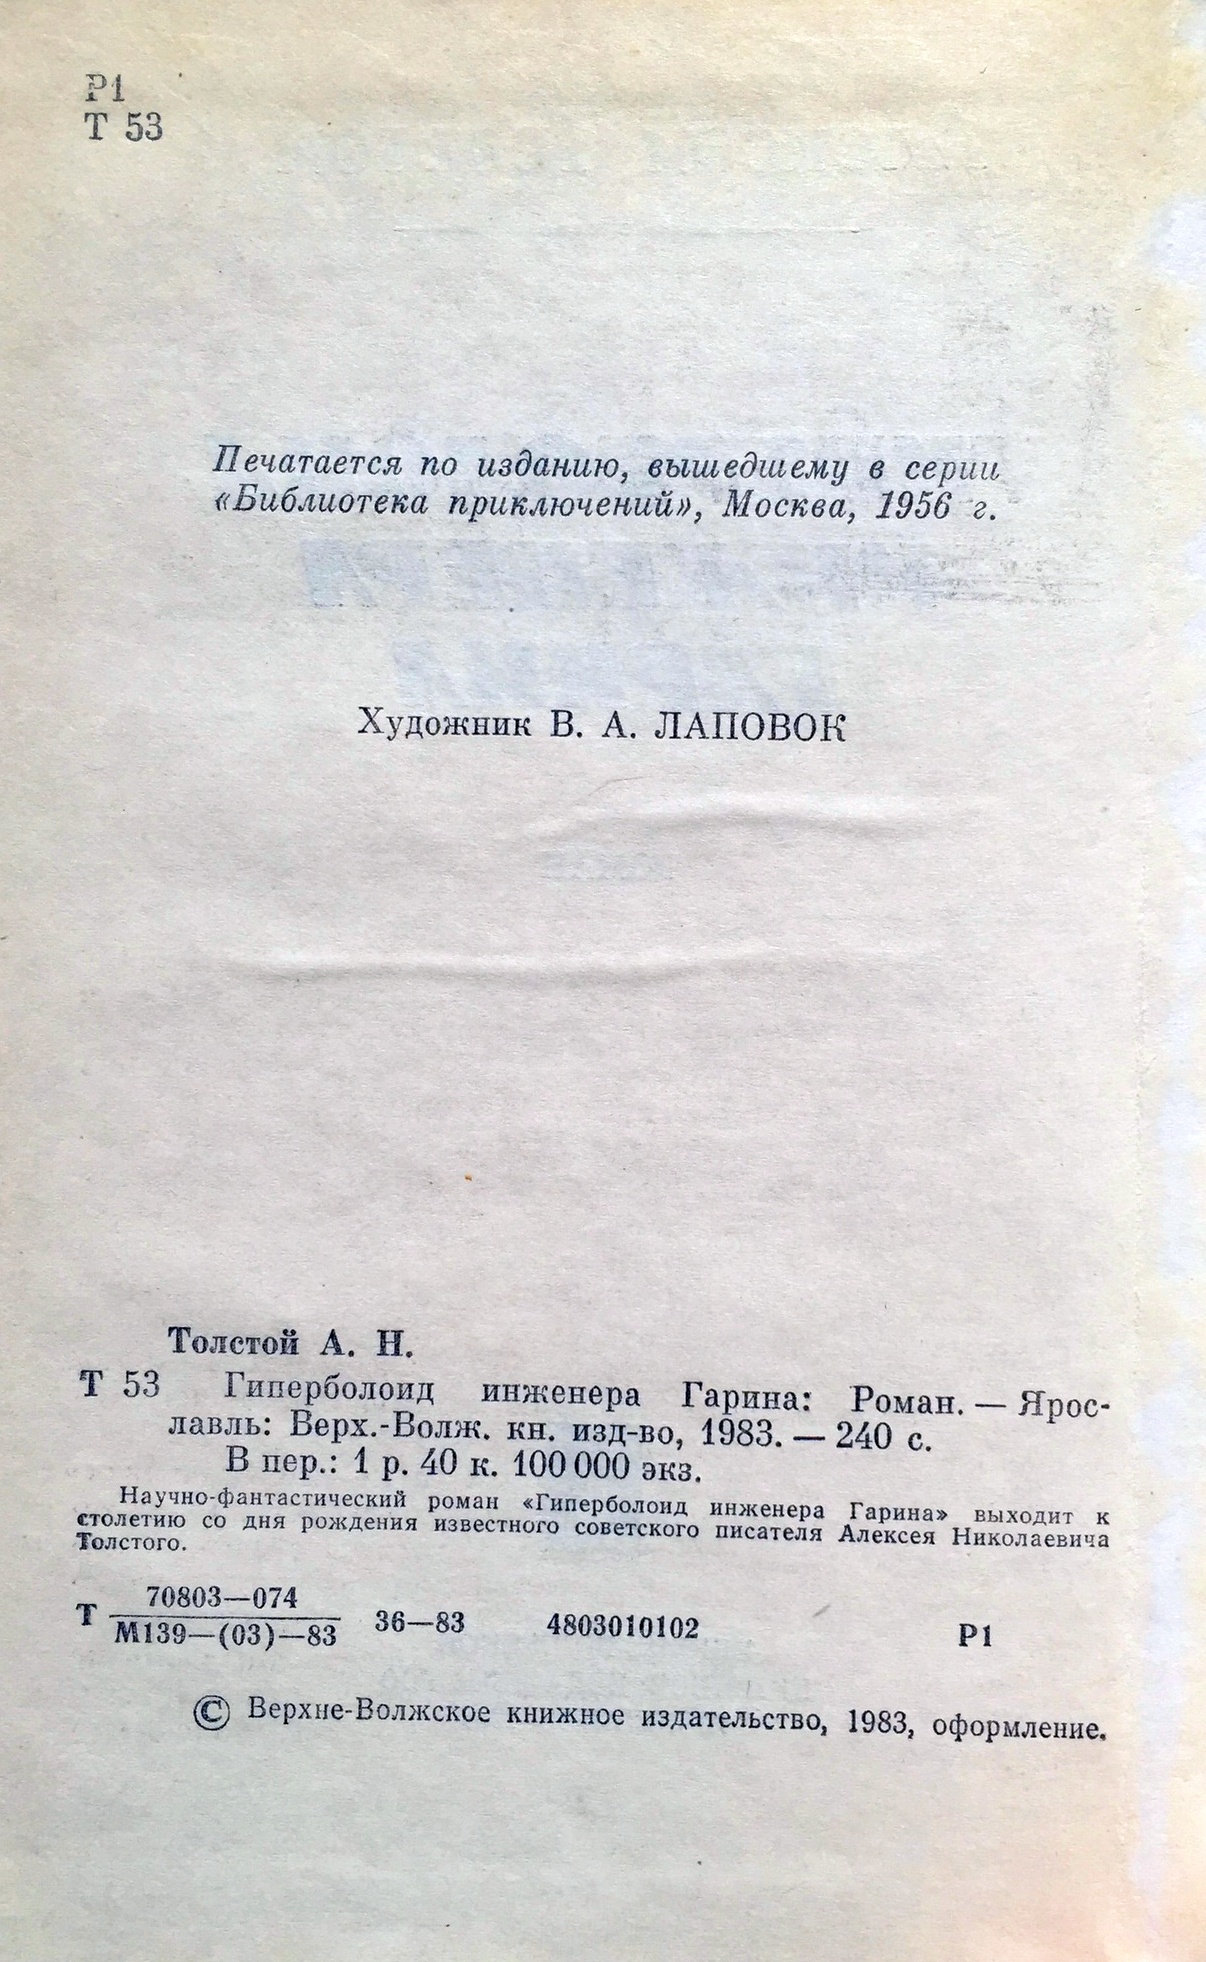 Р1
Т 53
Печатается по изданию, вышедшему в серии
«Библиотека приключений», Москва, 1956 г.
Художник В. А. ЛАПОВОК
Толстой А. Н.
Т 53 Гиперболоид инженера Гарина: Роман. — Ярос-
лавль: Верх.-Волж. кн. изд-во, 1983. — 240 с.
В пер.: 1 р. 40 к. 100 000 экз.
Научно-фантастический роман «Гиперболоид инженера Гарина» выходит к
столетию со дня рождения известного советского писателя Алексея Николаевича
Толстого.
Т 70803—074
М139—(03)—83 36—83 4803010102 Р1
© Верхне-Волжское книжное издательство, 1983, оформление.